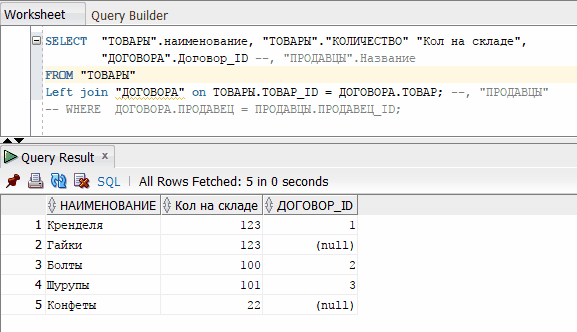 Worksheet Query Builder
SELECT "ТОВАРЫ".наименование, "ТОВАРЫ"."КОЛИЧЕСТВО" "Кол на складе",
"ДОГОВОРА".Договор_ID --, "ПРОДАВЦЫ".Название
FROM "ТОВАРЫ"
Left join "ДОГОВОРА" on ТОВАРЫ.ТОВАР_ID = ДОГОВОРА.ТОВАР; --, "ПРОДАВЦЫ"
-- WHERE ДОГОВОРА.ПРОДАВЕЦ = ПРОДАВЦЫ.ПРОДАВЕЦ_ID;
Query Result x
SQL | All Rows Fetched: 5 in 0 seconds
НАИМЕНОВАНИЕ Кол на складе ДОГОВОР_ID
1 Кренделя 123 1
2 Гайки 123 (null)
3 Болты 100 2
4 Шурупы 101 3
5 Конфеты 22 (null)